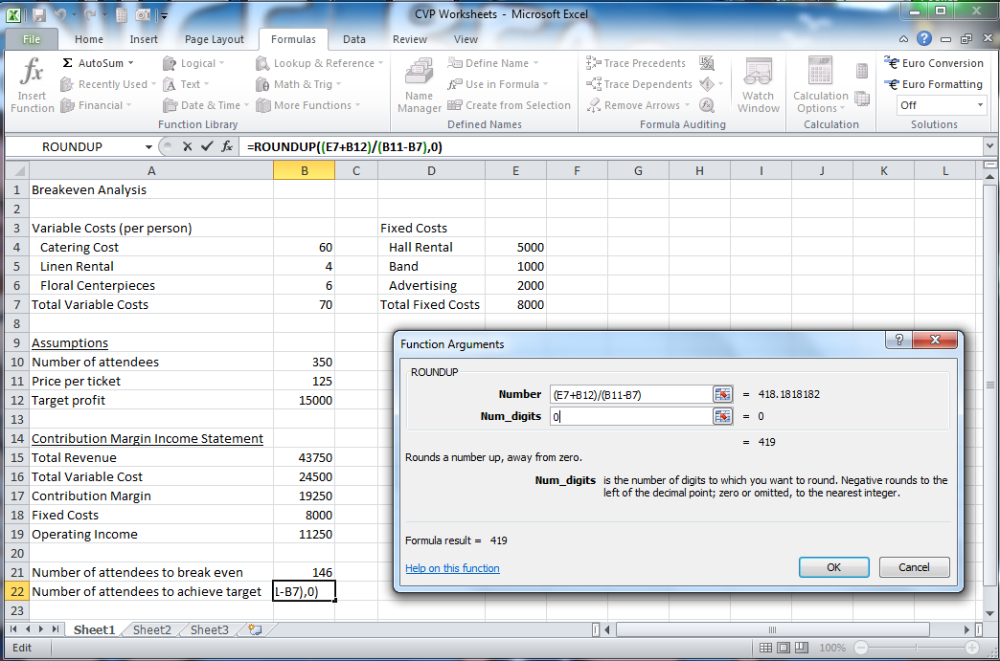 CVP Worksheets - Microsoft Excel
File Home Insert Page Layout Formulas Data Review View
fx Σ AutoSum Logical Lookup & Reference Define Name Trace Precedents Euro Conversion
Recently Used Text Math & Trig Use in Formula Trace Dependents Euro Formatting
Insert Function Financial Date & Time More Functions Name Manager Create from Selection Remove Arrows Watch Window Calculation Options Off
Function Library Defined Names Formula Auditing Calculation Solutions
ROUNDUP fx =ROUNDUP((E7+B12)/(B11-B7),0)
A B C D E F G H I J K L
1 Breakeven Analysis
2
3 Variable Costs (per person) Fixed Costs
4 Catering Cost 60 Hall Rental 5000
5 Linen Rental 4 Band 1000
6 Floral Centerpieces 6 Advertising 2000
7 Total Variable Costs 70 Total Fixed Costs 8000
8
9 Assumptions
10 Number of attendees 350
11 Price per ticket 125
12 Target profit 15000
13
14 Contribution Margin Income Statement
15 Total Revenue 43750
16 Total Variable Cost 24500
17 Contribution Margin 19250
18 Fixed Costs 8000
19 Operating Income 11250
20
21 Number of attendees to break even 146
22 Number of attendees to achieve target 1-B7),0)
23
Function Arguments
ROUNDUP
Number (E7+B12)/(B11-B7) = 418.1818182
Num_digits 0 = 0
= 419
Rounds a number up, away from zero.
Num_digits is the number of digits to which you want to round. Negative rounds to the
left of the decimal point; zero or omitted, to the nearest integer.
Formula result = 419
Help on this function OK Cancel
Sheet1 Sheet2 Sheet3
Edit 100%